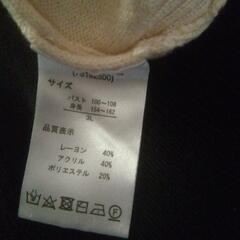 サイズ
バスト 100~108
身長 154~162
3L
品質表示
レーヨン 40%
アクリル 40%
ポリエステル 20%